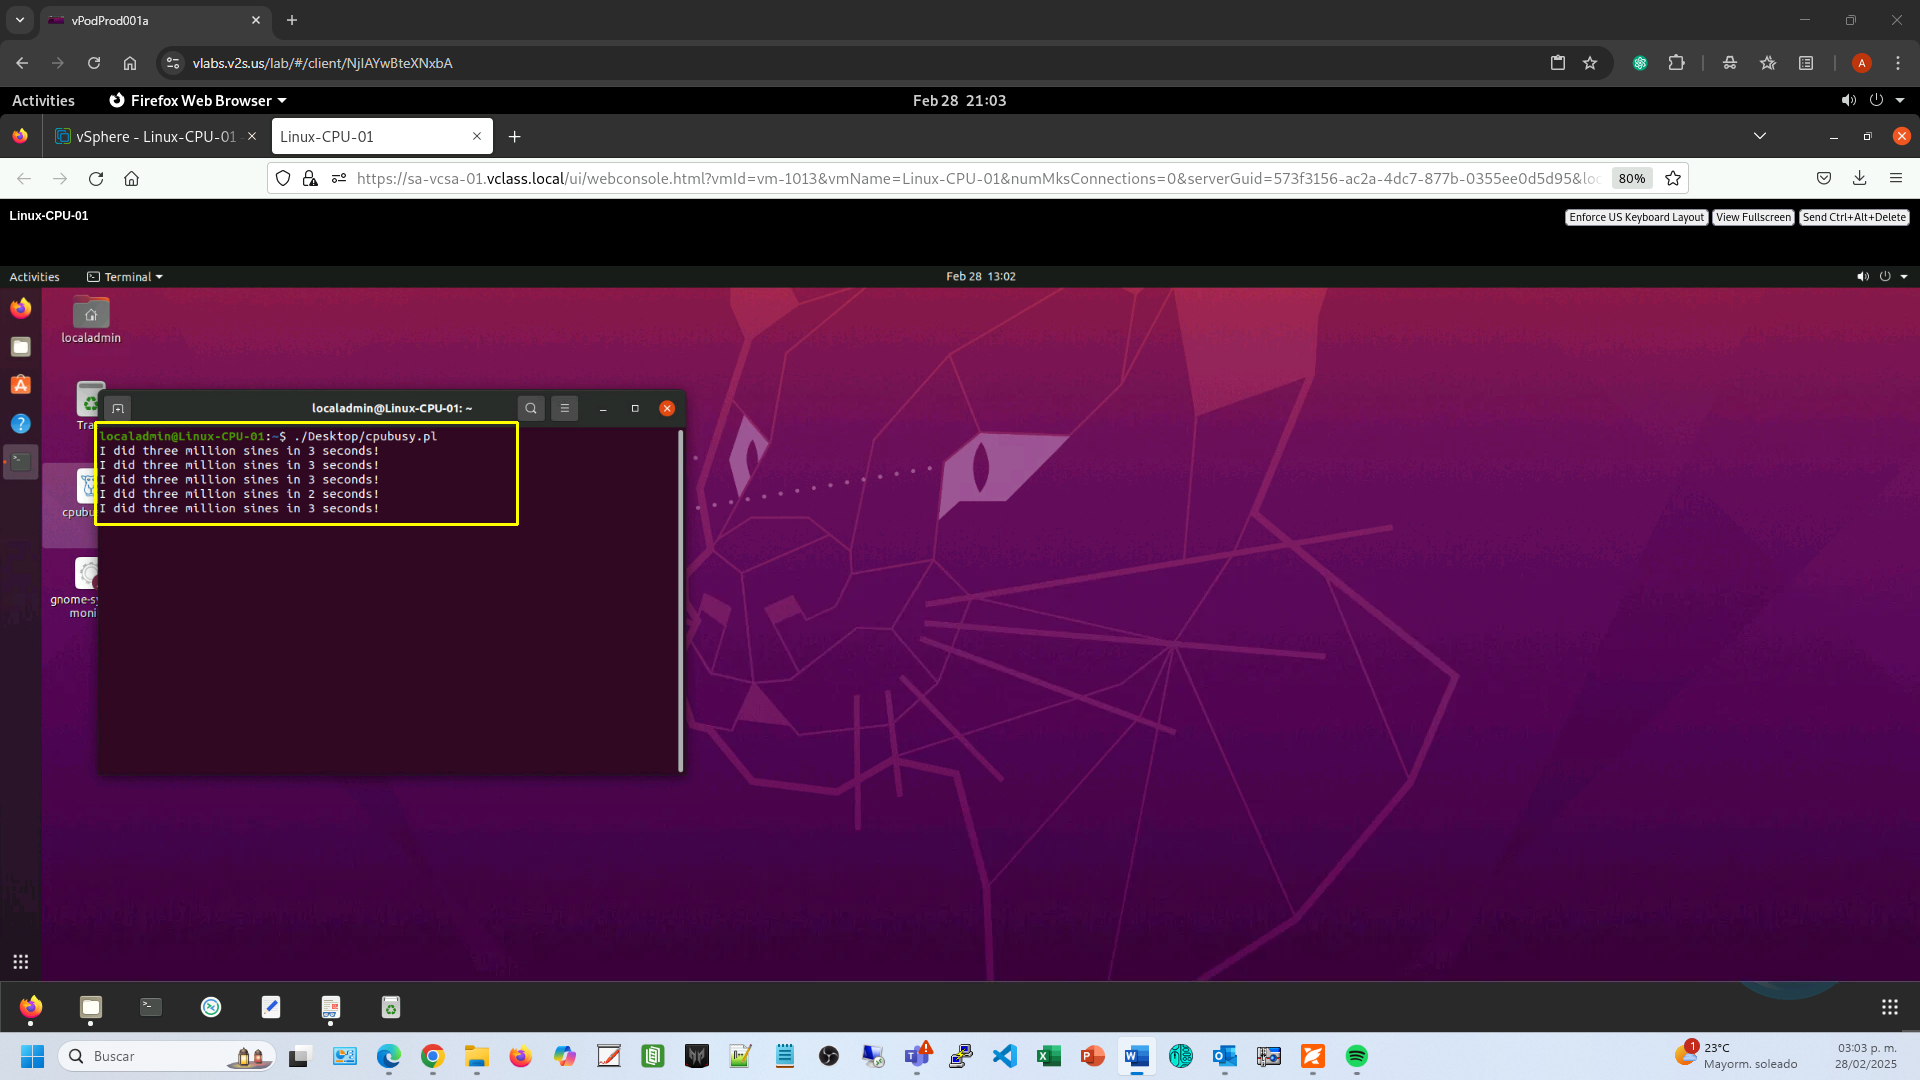 vPodProd001a
vlabs.v2s.us/lab/#/client/NjIAYwBteXNxbA
A
Activities
Firefox Web Browser
Feb 28 21:03
vSphere - Linux-CPU-01
Linux-CPU-01
https://sa-vcsa-01.vclass.local/ui/webconsole.html?vmId=vm-1013&vmName=Linux-CPU-01&numMksConnections=0&serverGuid=573f3156-ac2a-4dc7-877b-0355ee0d5d95&loc
80%
Linux-CPU-01
Enforce US Keyboard Layout
View Fullscreen
Send Ctrl+Alt+Delete
Activities
Terminal
Feb 28 13:02
localadmin
Tra
cpubu
gnome-sy
moni
localadmin@Linux-CPU-01: ~
localadmin@Linux-CPU-01:~$ ./Desktop/cpubusy.pl
I did three million sines in 3 seconds!
I did three million sines in 3 seconds!
I did three million sines in 3 seconds!
I did three million sines in 2 seconds!
I did three million sines in 3 seconds!
Buscar
1
23°C
Mayorm. soleado
03:03 p. m.
28/02/2025